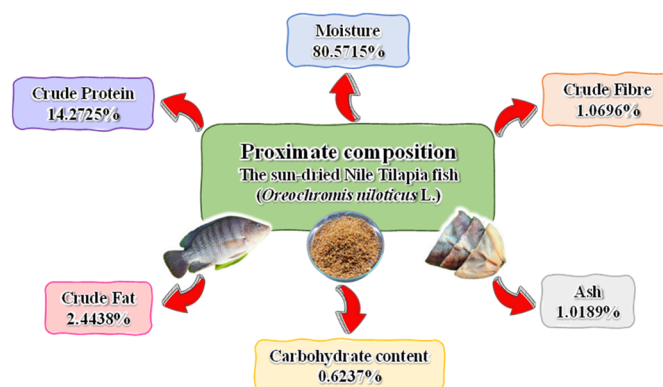 Moisture
80.5715%
Crude Protein
14.2725%
Crude Fibre
1.0696%
Proximate composition
The sun-dried Nile Tilapia fish
(Oreochromis niloticus L.)
Crude Fat
2.4438%
Ash
1.0189%
Carbohydrate content
0.6237%